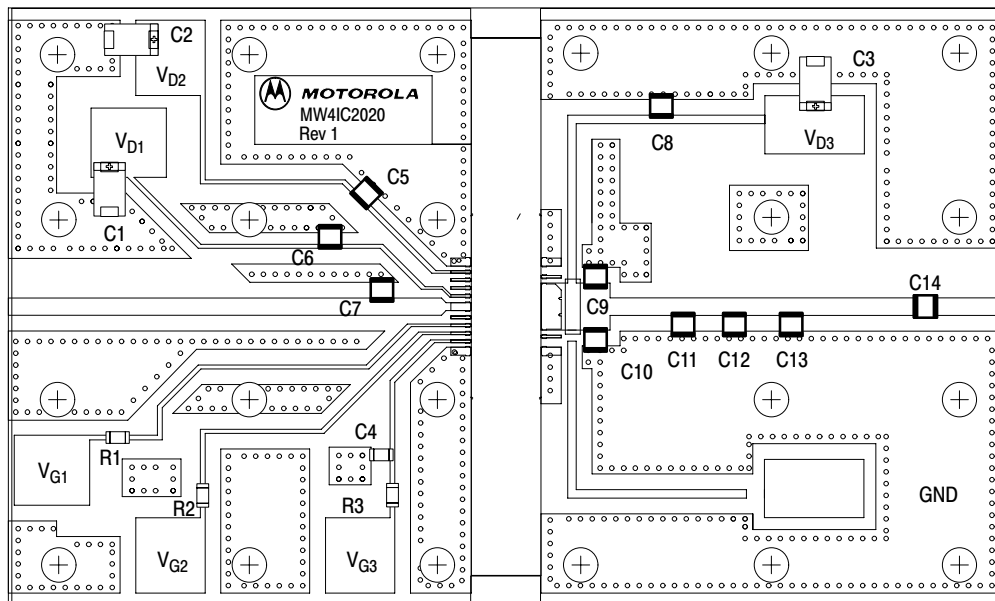 C2
C3
VD2
MOTOROLA
MW4IC2020
Rev 1
C8
VD1
VD3
C5
C1
C6
C7
C9
C14
C10
C11
C12
C13
C4
R1
VG1
R2
R3
GND
VG2
VG3